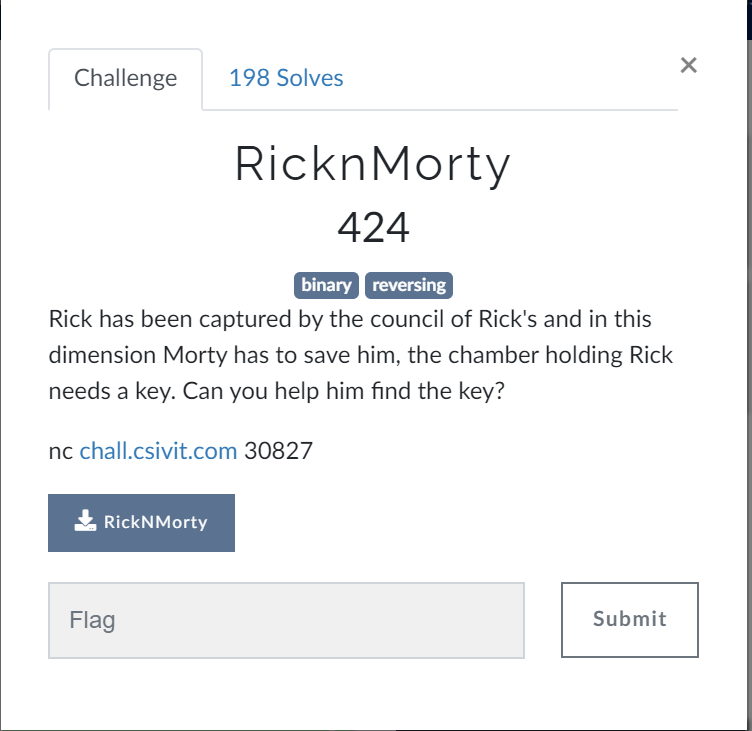 Challenge
198 Solves
×
RicknMorty
424
binary reversing
Rick has been captured by the council of Rick's and in this
dimension Morty has to save him, the chamber holding Rick
needs a key. Can you help him find the key?
nc chall.csivit.com 30827
RickNMorty
Flag
Submit